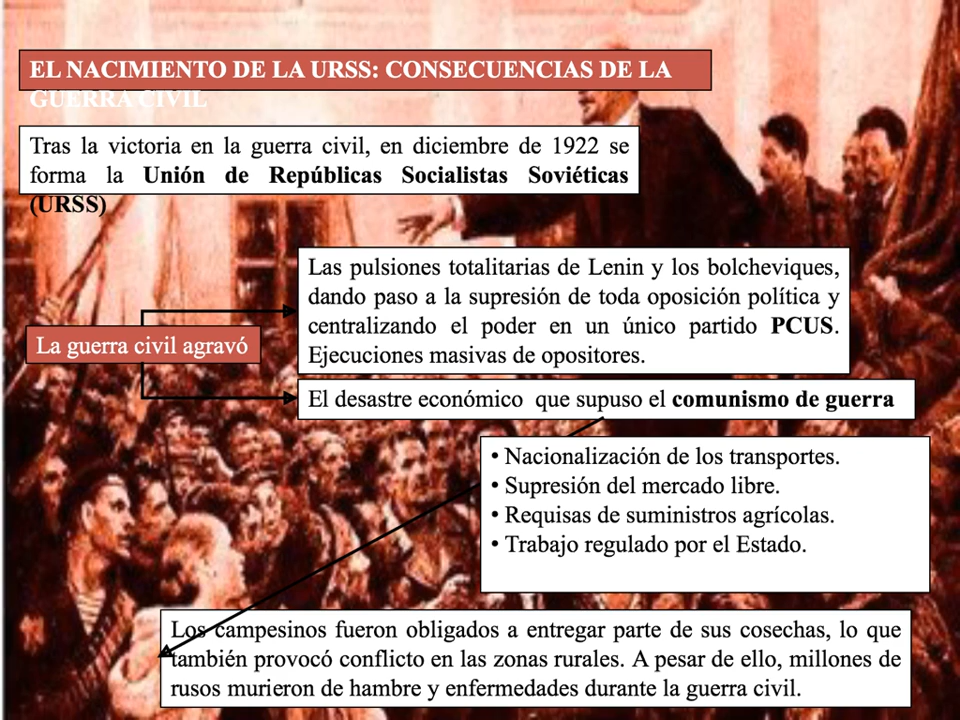 EL NACIMIENTO DE LA URSS: CONSECUENCIAS DE LA
GUERRA CIVIL
Tras la victoria en la guerra civil, en diciembre de 1922 se
forma la Unión de Repúblicas Socialistas Soviéticas
(URSS)
Las pulsiones totalitarias de Lenin y los bolcheviques,
dando paso a la supresión de toda oposición política y
centralizando el poder en un único partido PCUS.
Ejecuciones masivas de opositores.
La guerra civil agravó
El desastre económico que supuso el comunismo de guerra
• Nacionalización de los transportes.
• Supresión del mercado libre.
• Requisas de suministros agrícolas.
• Trabajo regulado por el Estado.
Los campesinos fueron obligados a entregar parte de sus cosechas, lo que
también provocó conflicto en las zonas rurales. A pesar de ello, millones de
rusos murieron de hambre y enfermedades durante la guerra civil.